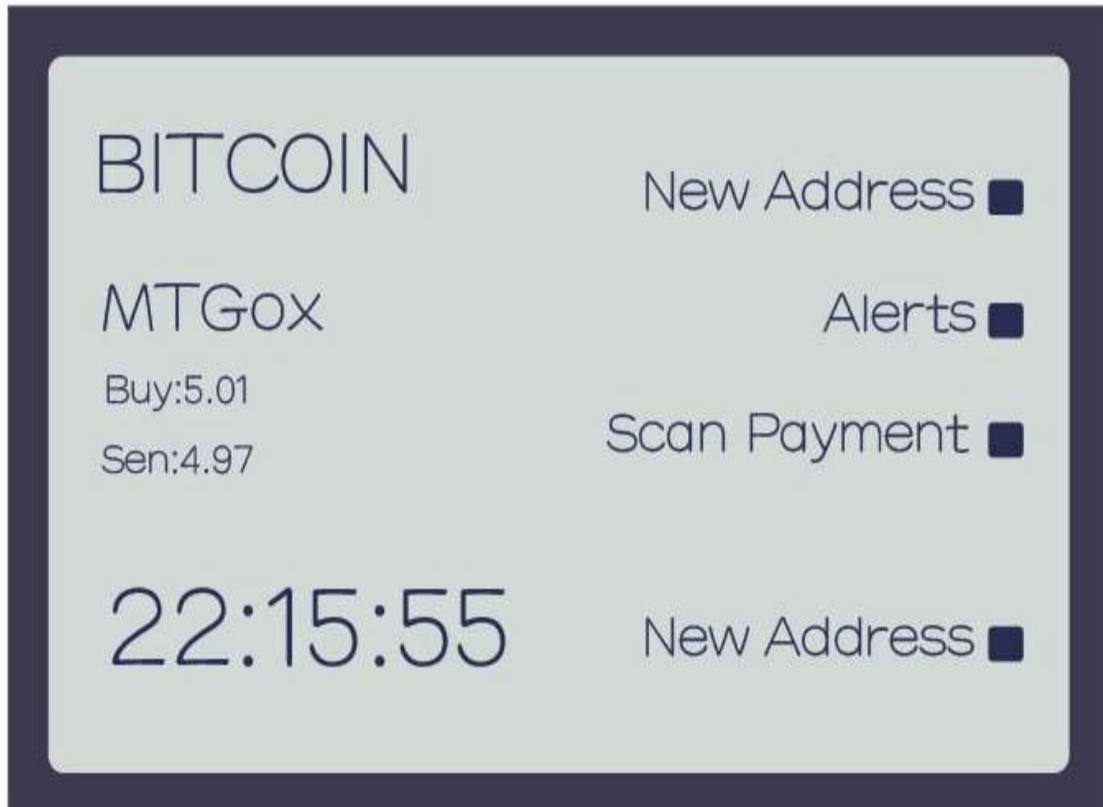 BITCOIN
New Address
MTGox
Alerts
Buy:5.01
Scan Payment
Sen:4.97
22:15:55
New Address